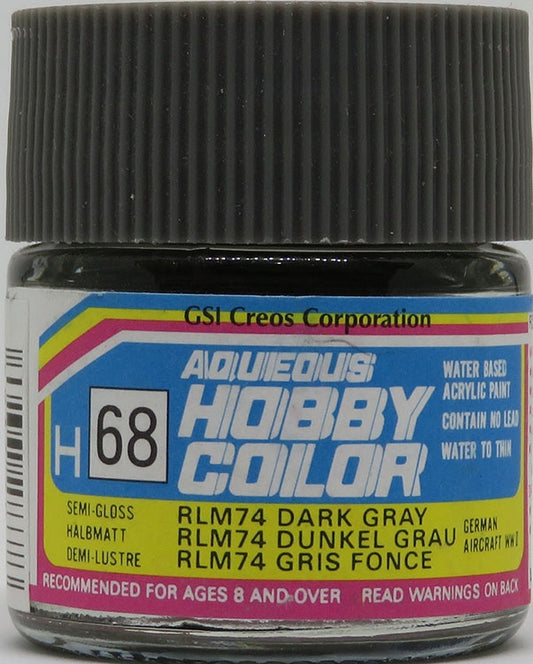 GSI Creos Corporation
AQUEOUS
HOBBY
COLOR
H 68
WATER BASED
ACRYLIC PAINT
CONTAIN NO LEAD
WATER TO THIN
SEMI-GLOSS
HALBMATT
DEMI-LUSTRE
RLM74 DARK GRAY
RLM74 DUNKEL GRAU
RLM74 GRIS FONCE
GERMAN
AIRCRAFT WWII
RECOMMENDED FOR AGES 8 AND OVER READ WARNINGS ON BACK